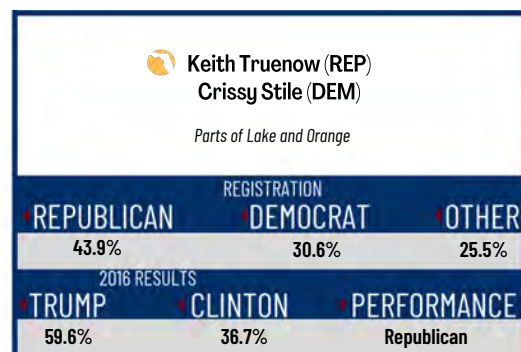 Keith Truenow (REP)
Crissy Stile (DEM)
Parts of Lake and Orange
REGISTRATION
REPUBLICAN DEMOCRAT OTHER
43.9% 30.6% 25.5%
2016 RESULTS
TRUMP CLINTON PERFORMANCE
59.6% 36.7% Republican